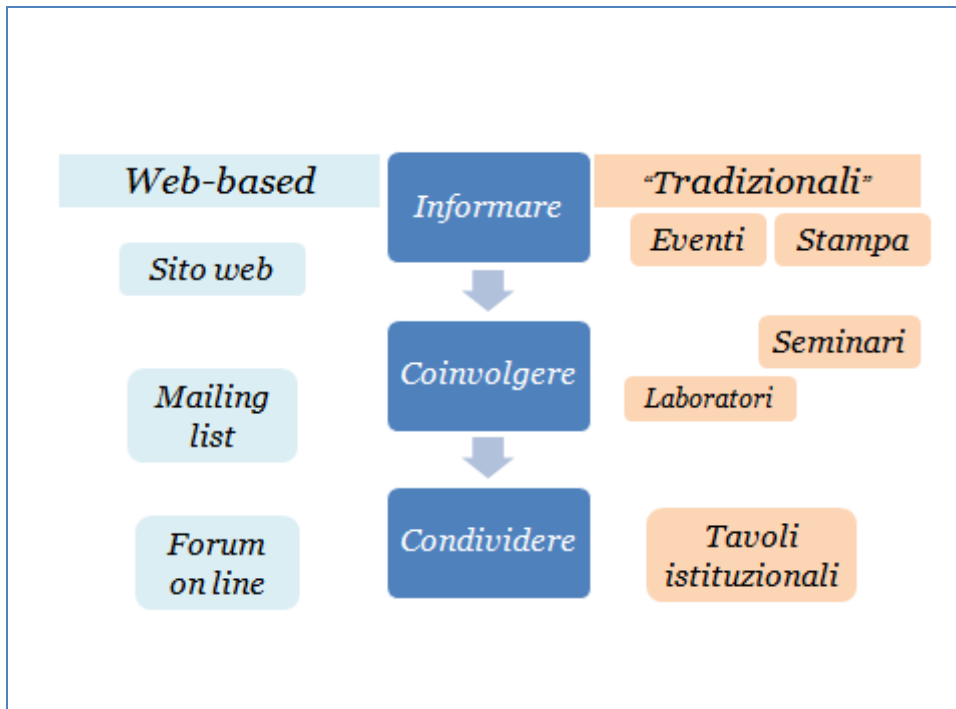 Web-based
Informare
“Tradizionali”
Eventi
Stampa
Sito web
Coinvolgere
Seminari
Mailing
list
Laboratori
Condividere
Forum
on line
Tavoli
istituzionali